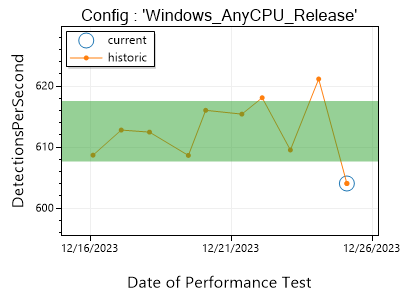 Config : 'Windows_AnyCPU_Release'
current
historic
DetectionsPerSecond
620
610
600
12/16/2023
12/21/2023
12/26/2023
Date of Performance Test